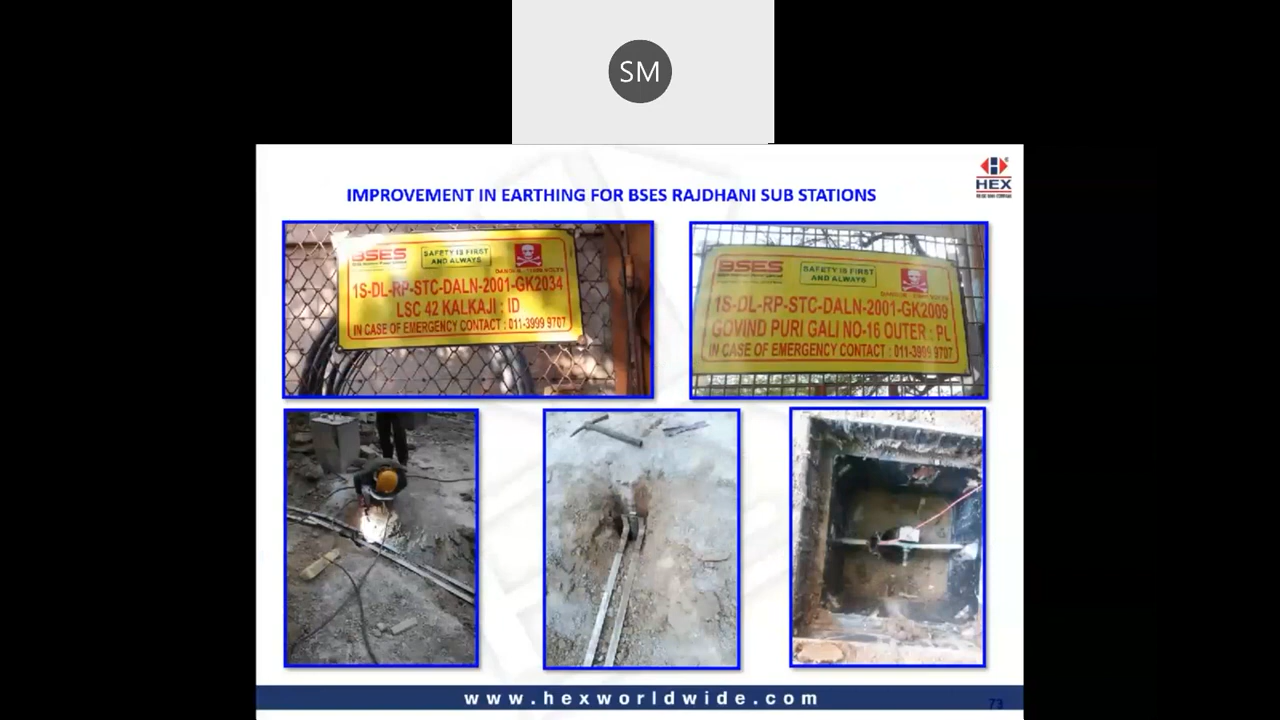 SM
HEX
IMPROVEMENT IN EARTHING FOR BSES RAJDHANI SUB STATIONS
BSES
SAFETY IS FIRST
AND ALWAYS
1S-DL-RP-STC-DALN-2001-GK2034
LSC 42 KALKAJI : ID
IN CASE OF EMERGENCY CONTACT : 011-3999 9707
BSES
SAFETY IS FIRST
AND ALWAYS
1S-DL-RP-STC-DALN-2001-GK2009
GOVIND PURI GALI NO-16 OUTER : PL
IN CASE OF EMERGENCY CONTACT : 011-3999 9707
www.hexworldwide.com
73